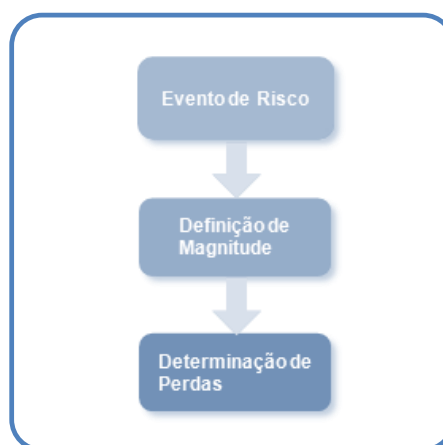 Evento de Risco
Definição de
Magnitude
Determinação de
Perdas